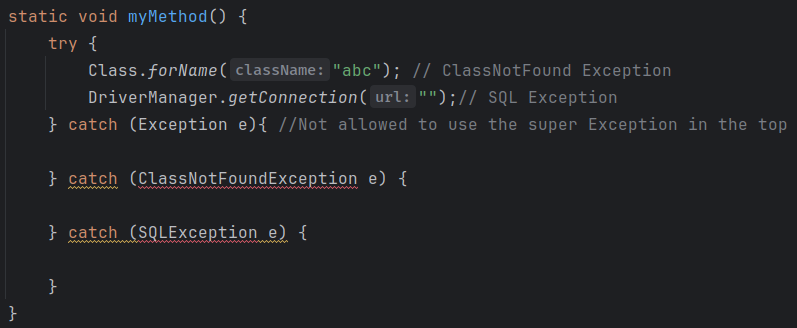 static void myMethod() {
try {
Class.forName( className: "abc"); // ClassNotFound Exception
DriverManager.getConnection( url: "");// SQL Exception
} catch (Exception e){ //Not allowed to use the super Exception in the top
} catch (ClassNotFoundException e) {
} catch (SQLException e) {
}
}